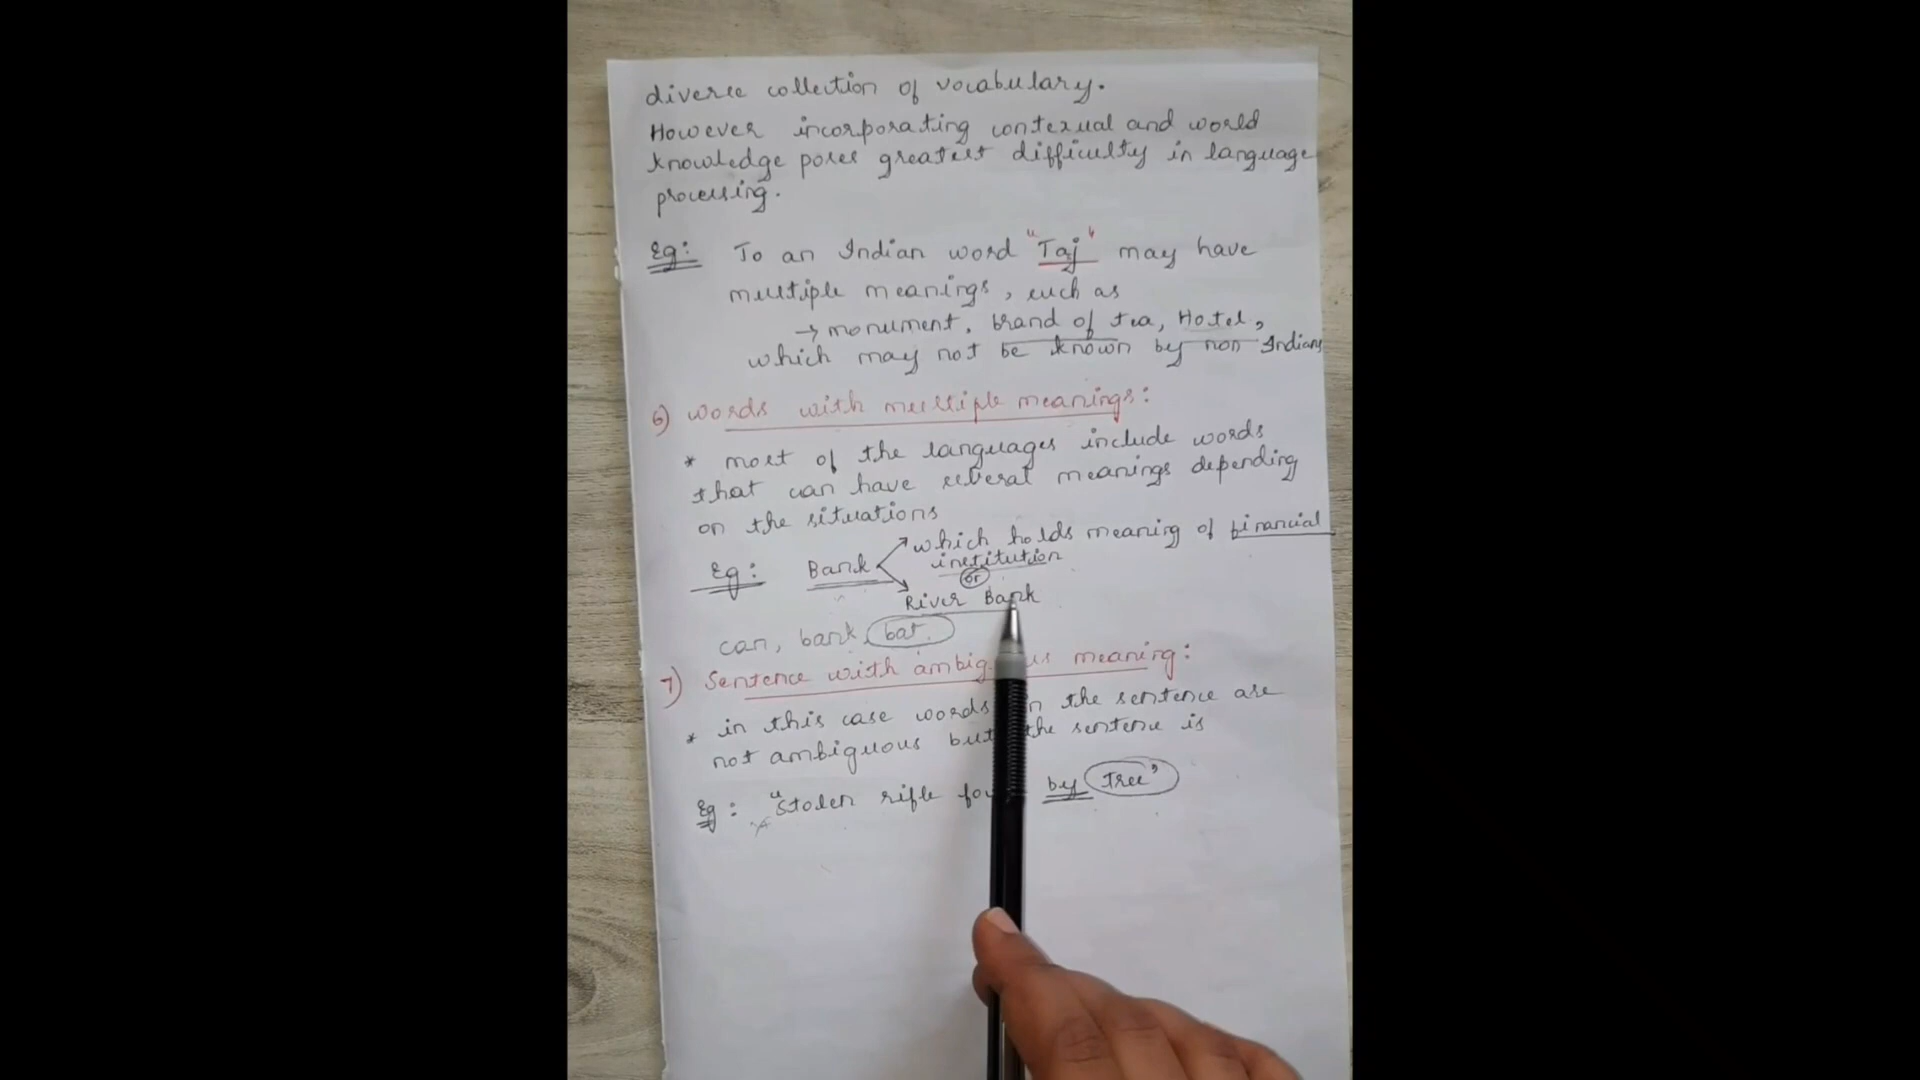 diverse collection of vocabulary.
However incorporating contexual and world
knowledge poses greatest difficulty in language
processing.
Eg: To an Indian word "Taj" may have
multiple meanings, such as
→ monument, brand of tea, Hotel,
which may not be known by non Indians
6) words with multiple meanings:
* most of the languages include words
that can have several meanings depending
on the situations
Eg: Bank which holds meaning of financial
institution
or
River Bank
can, bank, bat.
7) Sentence with ambig us meaning:
* in this case words in the sentence are
not ambiguous but the sentence is
Eg: "Stolen rifle fou by tree"